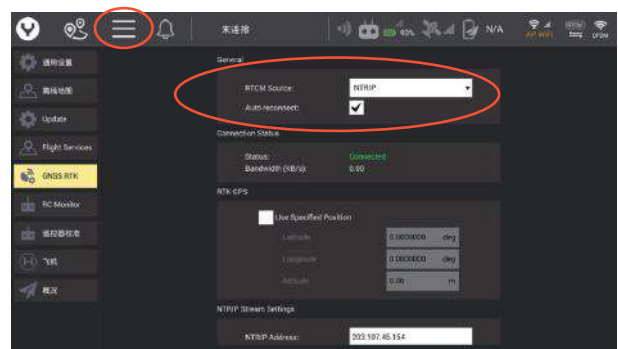 未连接
60%
N/A
AP WiFi
OFDM
通用设置
离线地图
Update
Flight Services
GNSS RTK
RC Monitor
遥控器校准
飞机
概况
General
RTCM Source: NTRIP
Auto reconnect:
Connection Status
Status: Connected
Bandwidth (KB/s): 0.00
RTK GPS
Use Specified Position
Latitude 0.0000000 deg
Longitude 0.0000000 deg
Altitude 0.00 m
NTRIP Stream Settings
NTRIP Address: 203.107.45.154